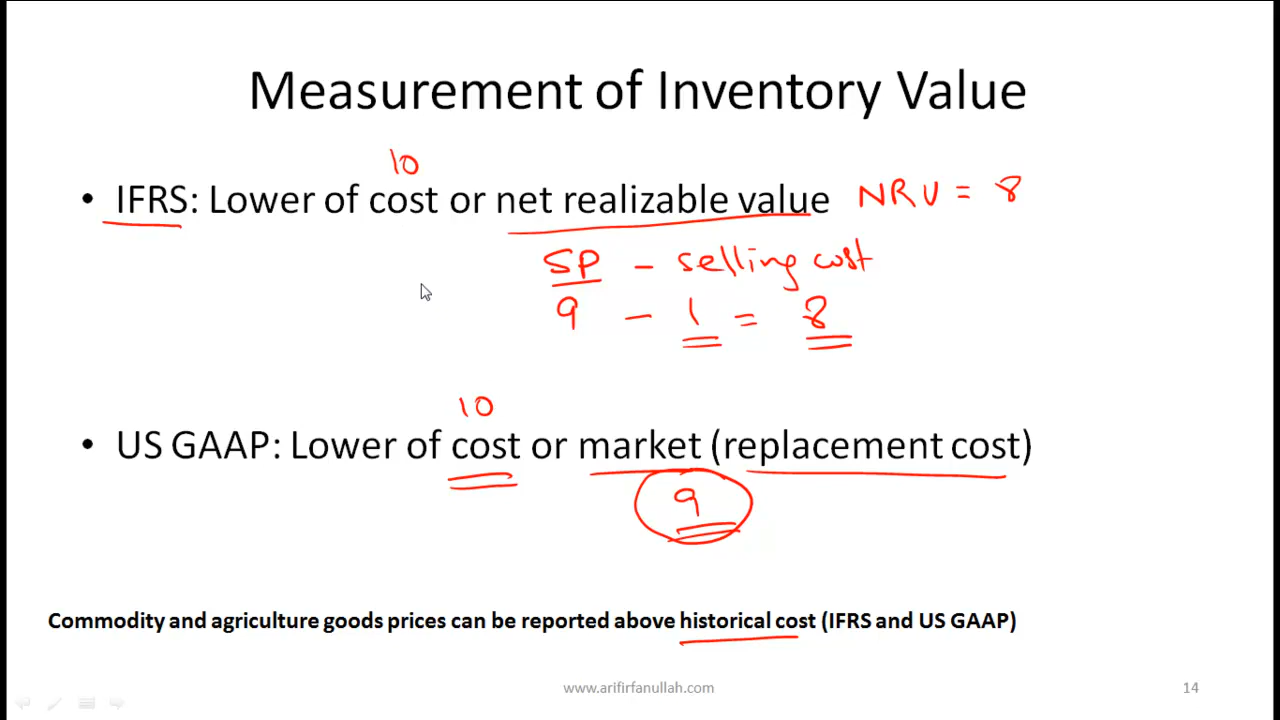 Measurement of Inventory Value
10
• IFRS: Lower of cost or net realizable value NRV = 8
SP - selling cost
9 - 1 = 8
10
• US GAAP: Lower of cost or market (replacement cost)
9
Commodity and agriculture goods prices can be reported above historical cost (IFRS and US GAAP)
www.arifirfanullah.com 14